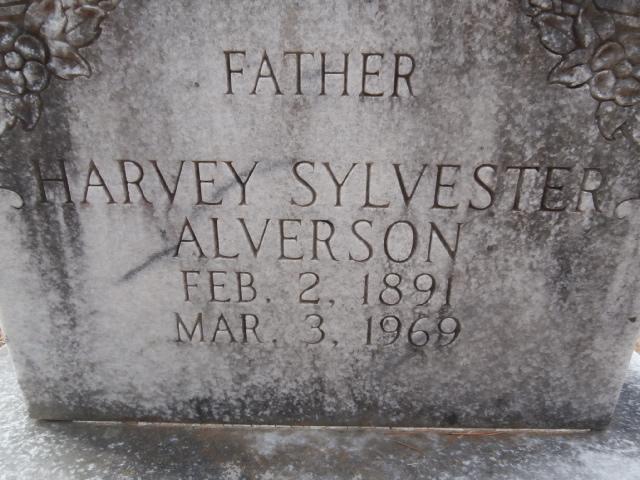 FATHER
HARVEY SYLVESTER
ALVERSON
FEB. 2, 1891
MAR. 3, 1969